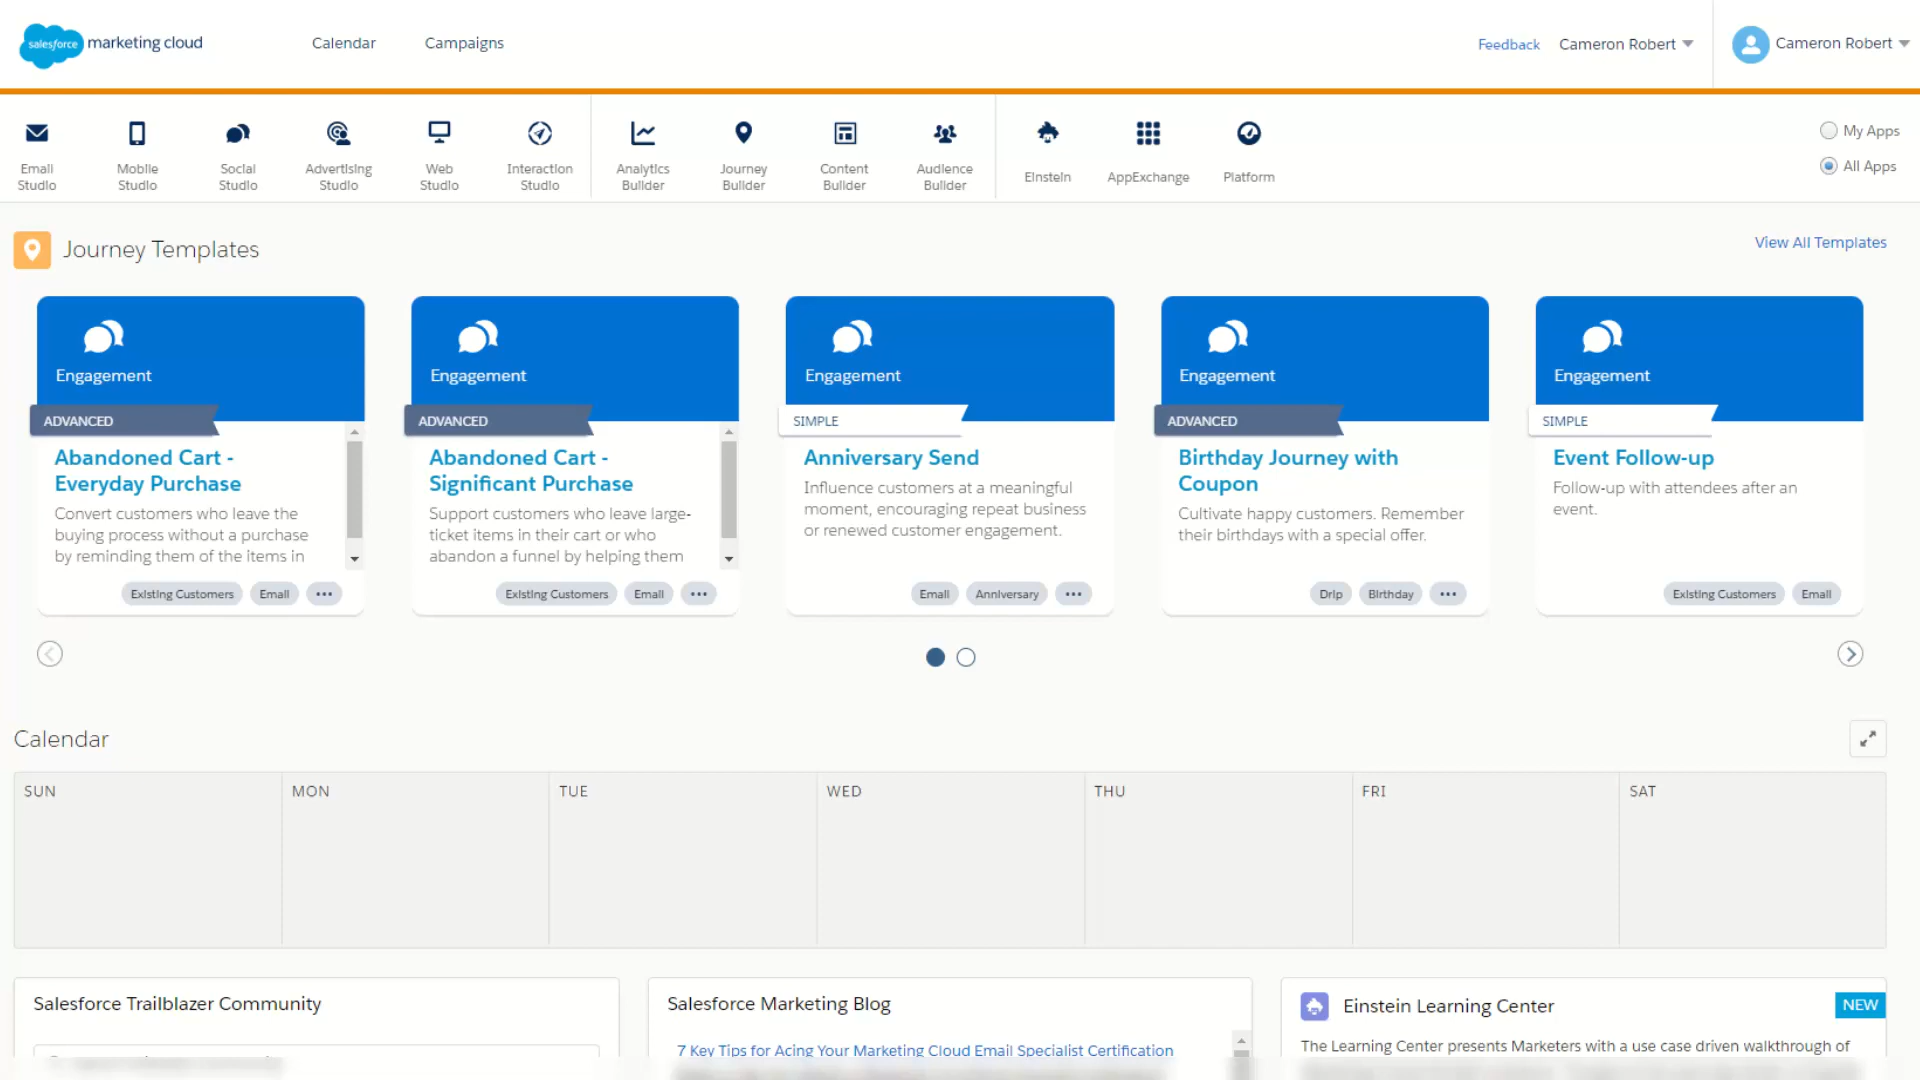 salesforce marketing cloud
Calendar
Campaigns
Feedback
Cameron Robert
Cameron Robert
Email Studio
Mobile Studio
Social Studio
Advertising Studio
Web Studio
Interaction Studio
Analytics Builder
Journey Builder
Content Builder
Audience Builder
Einstein
AppExchange
Platform
My Apps
All Apps
Journey Templates
View All Templates
Engagement
ADVANCED
Abandoned Cart -
Everyday Purchase
Convert customers who leave the
buying process without a purchase
by reminding them of the items in
Existing Customers
Email
•••
Engagement
ADVANCED
Abandoned Cart -
Significant Purchase
Support customers who leave large-
ticket items in their cart or who
abandon a funnel by helping them
Existing Customers
Email
•••
Engagement
SIMPLE
Anniversary Send
Influence customers at a meaningful
moment, encouraging repeat business
or renewed customer engagement.
Email
Anniversary
•••
Engagement
ADVANCED
Birthday Journey with
Coupon
Cultivate happy customers. Remember
their birthdays with a special offer.
Drip
Birthday
•••
Engagement
SIMPLE
Event Follow-up
Follow-up with attendees after an
event.
Existing Customers
Email
Calendar
SUN
MON
TUE
WED
THU
FRI
SAT
Salesforce Trailblazer Community
Salesforce Marketing Blog
7 Key Tips for Acing Your Marketing Cloud Email Specialist Certification
Einstein Learning Center
NEW
The Learning Center presents Marketers with a use case driven walkthrough of